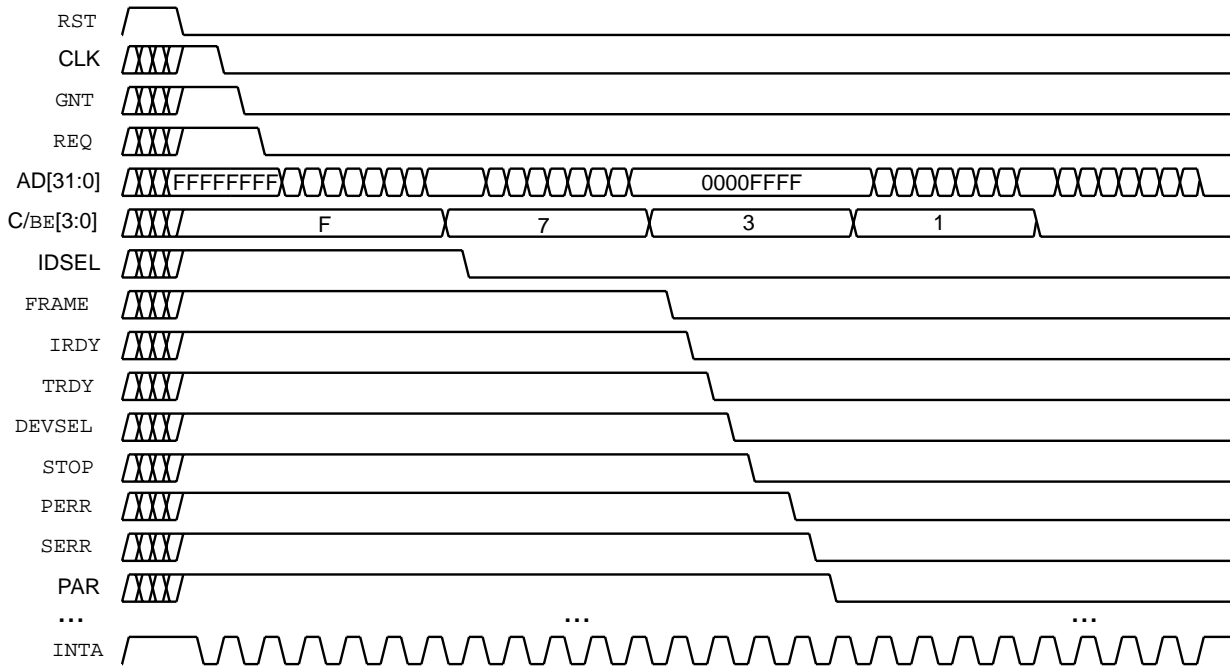 RST
CLK
GNT
REQ
AD[31:0] FFFFFFFF 0000FFFF
C/BE[3:0] F 7 3 1
IDSEL
FRAME
IRDY
TRDY
DEVSEL
STOP
PERR
SERR
PAR
... ... ...
INTA